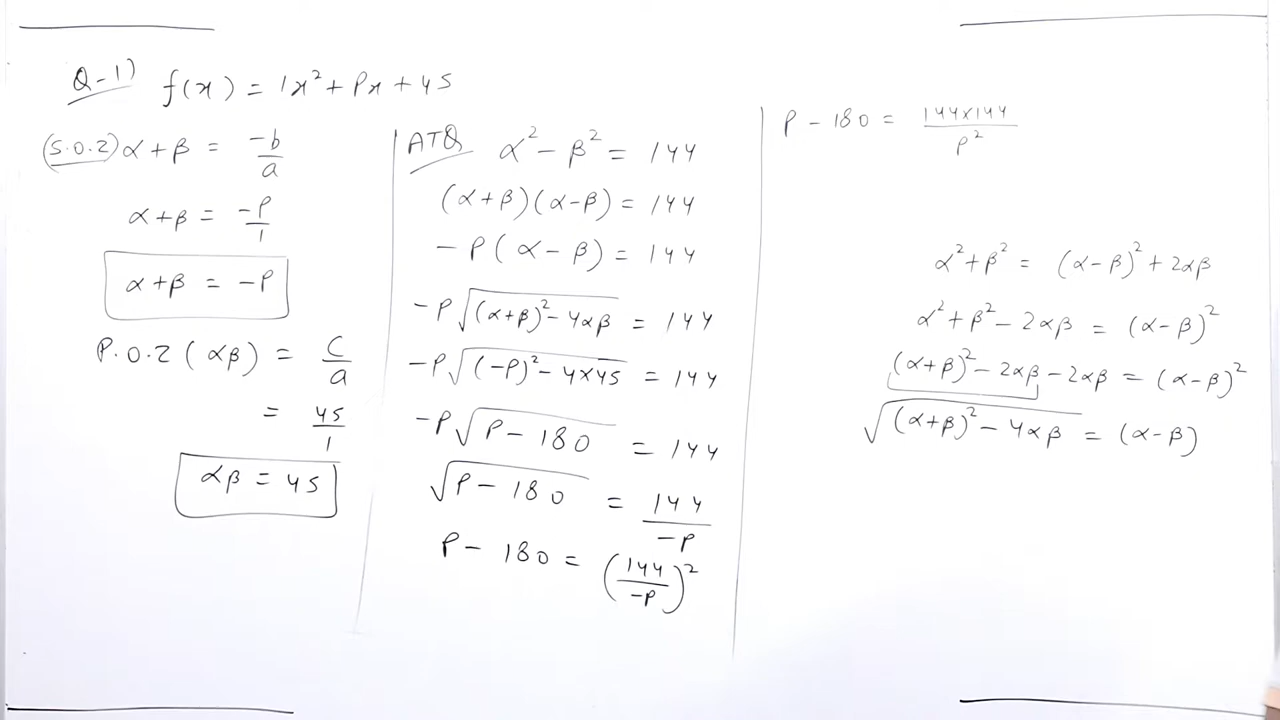 Q-1) f(x) = 1x² + Px + 45
(S.O.Z) α + β = -b/a
α + β = -P/1
α + β = -P
P.O.Z (αβ) = C/a
= 45/1
αβ = 45
ATQ α² - β² = 144
(α + β)(α - β) = 144
- P(α - β) = 144
-P√((α+β)² - 4αβ) = 144
-P√((-P)² - 4×45) = 144
-P√(P - 180) = 144
√(P - 180) = 144/-P
P - 180 = (144/-P)²
P - 180 = 144×144/P²
α² + β² = (α-β)² + 2αβ
α² + β² - 2αβ = (α-β)²
(α+β)² - 2αβ - 2αβ = (α-β)²
√((α+β)² - 4αβ) = (α-β)